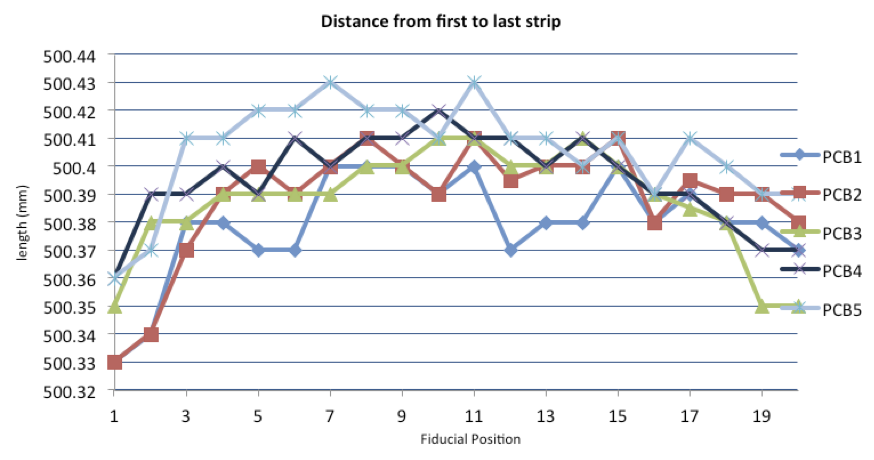 Distance from first to last strip
500.44
500.43
500.42
500.41
500.4
500.39
500.38
500.37
500.36
500.35
500.34
500.33
500.32
length (mm)
1 3 5 7 9 11 13 15 17 19
Fiducial Position
PCB1
PCB2
PCB3
PCB4
PCB5